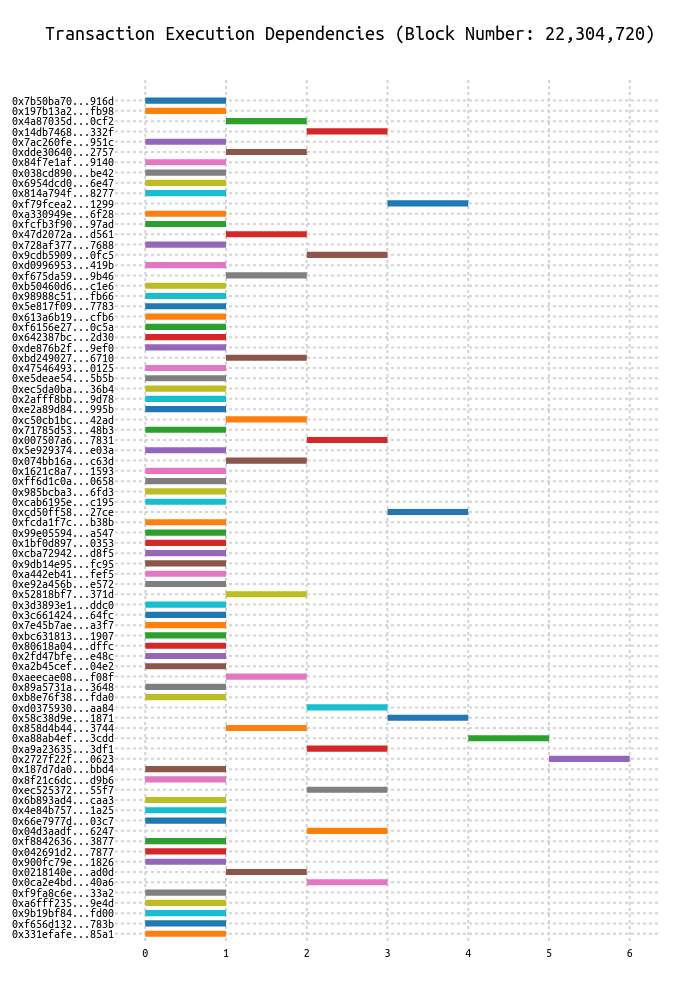 Transaction Execution Dependencies (Block Number: 22,304,720)
0x7b50ba70...916d
0x197b13a2...fb98
0x4a87035d...0cf2
0x14db7468...332f
0x7ac260fe...951c
0xdde30640...2757
0x84f7e1af...9140
0x038cd890...be42
0x6954dcd0...6e47
0x814a794f...8277
0xf79fcea2...1299
0xa330949e...6f28
0xfcfb3f90...97ad
0x47d2072a...d561
0x728af377...7688
0x9cdb5909...0fc5
0xd0996953...419b
0xf675da59...9b46
0xb50460d6...c1e6
0x98988c51...fb66
0x5e817f09...7783
0x613a6b19...cfb6
0xf6156e27...0c5a
0x642387bc...2d30
0xde876b2f...9ef0
0xbd249027...6710
0x47546493...0125
0xe5deae54...5b5b
0xec5da0ba...36b4
0x2afff8bb...9d78
0xe2a89d84...995b
0xc50cb1bc...42ad
0x71785d53...48b3
0x007507a6...7831
0x5e929374...e03a
0x074bb16a...c63d
0x1621c8a7...1593
0xff6d1c0a...0658
0x985bcba3...6fd3
0xcab6195e...c195
0xcd50ff58...27ce
0xfcda1f7c...b38b
0x99e05594...a547
0x1bf0d897...0353
0xcba72942...d8f5
0x9db14e95...fc95
0xa442eb41...fef5
0xe92a456b...e572
0x52818bf7...371d
0x3d3893e1...ddc0
0x3c661424...64fc
0x7e45b7ae...a3f7
0xbc631813...1907
0x80618a04...dffc
0x2fd47bfe...e48c
0xa2b45cef...04e2
0xaeecae08...f08f
0x89a5731a...3648
0xb8e76f38...fda0
0xd0375930...aa84
0x58c38d9e...1871
0x858d4b44...3744
0xa88ab4ef...3cdd
0xa9a23635...3df1
0x2727f22f...0623
0x187d7da0...bbd4
0x8f21c6dc...d9b6
0xec525372...55f7
0x6b893ad4...caa3
0x4e84b757...1a25
0x66e7977d...03c7
0x04d3aadf...6247
0xf8842636...3877
0x042691d2...7877
0x900fc79e...1826
0x0218140e...ad0d
0x0ca2e4bd...40a6
0xf9fa8c6e...33a2
0xa6fff235...9e4d
0x9b19bf84...fd00
0xf656d132...783b
0x331efafe...85a1
0 1 2 3 4 5 6